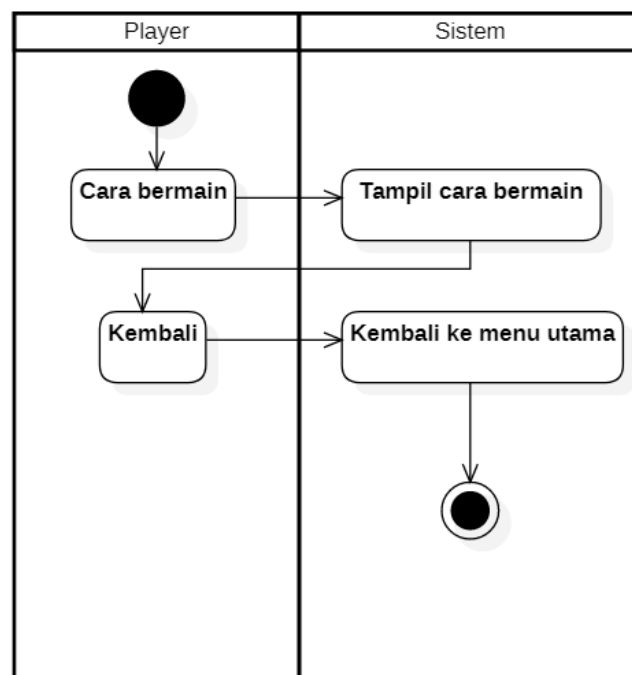 Player
Sistem
Cara bermain
Tampil cara bermain
Kembali
Kembali ke menu utama